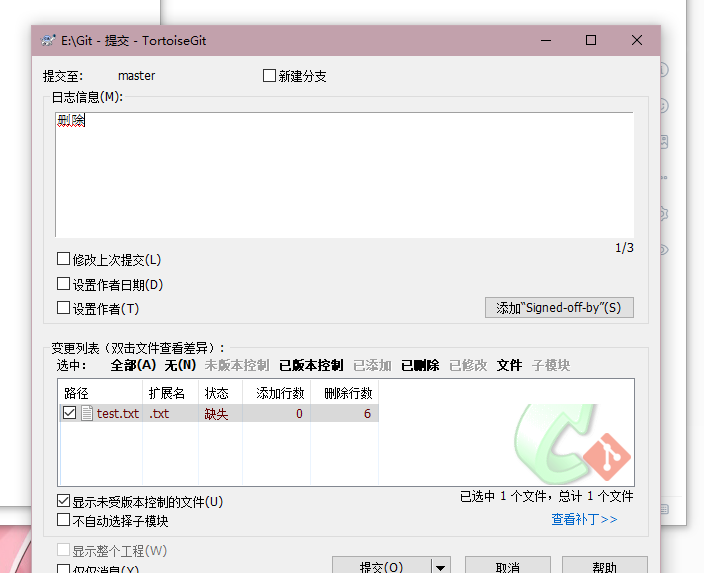 E:\Git - 提交 - TortoiseGit
提交至: master 新建分支
日志信息(M):
删除
1/3
修改上次提交(L)
设置作者日期(D)
设置作者(T) 添加“Signed-off-by”(S)
变更列表（双击文件查看差异）:
选中: 全部(A) 无(N) 未版本控制 已版本控制 已添加 已删除 已修改 文件 子模块
路径 扩展名 状态 添加行数 删除行数
test.txt .txt 缺失 0 6
显示未受版本控制的文件(U) 已选中 1 个文件，总计 1 个文件
不自动选择子模块 查看补丁>>
显示整个工程(W)
仅仅消息(Y) 提交(O) 取消 帮助